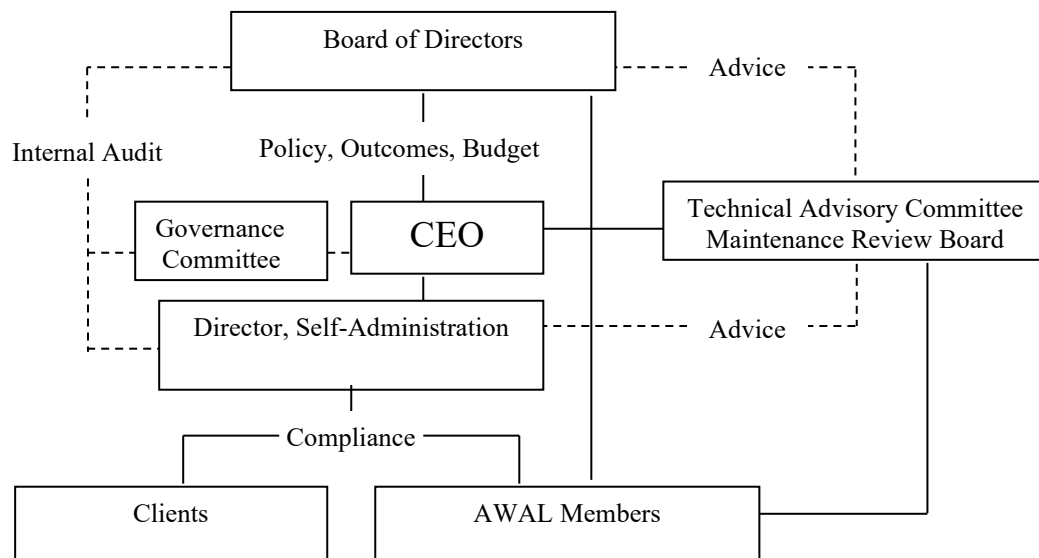 Board of Directors
Advice
Internal Audit
Policy, Outcomes, Budget
Governance
Committee
CEO
Technical Advisory Committee
Maintenance Review Board
Director, Self-Administration
Advice
Compliance
Clients
AWAL Members